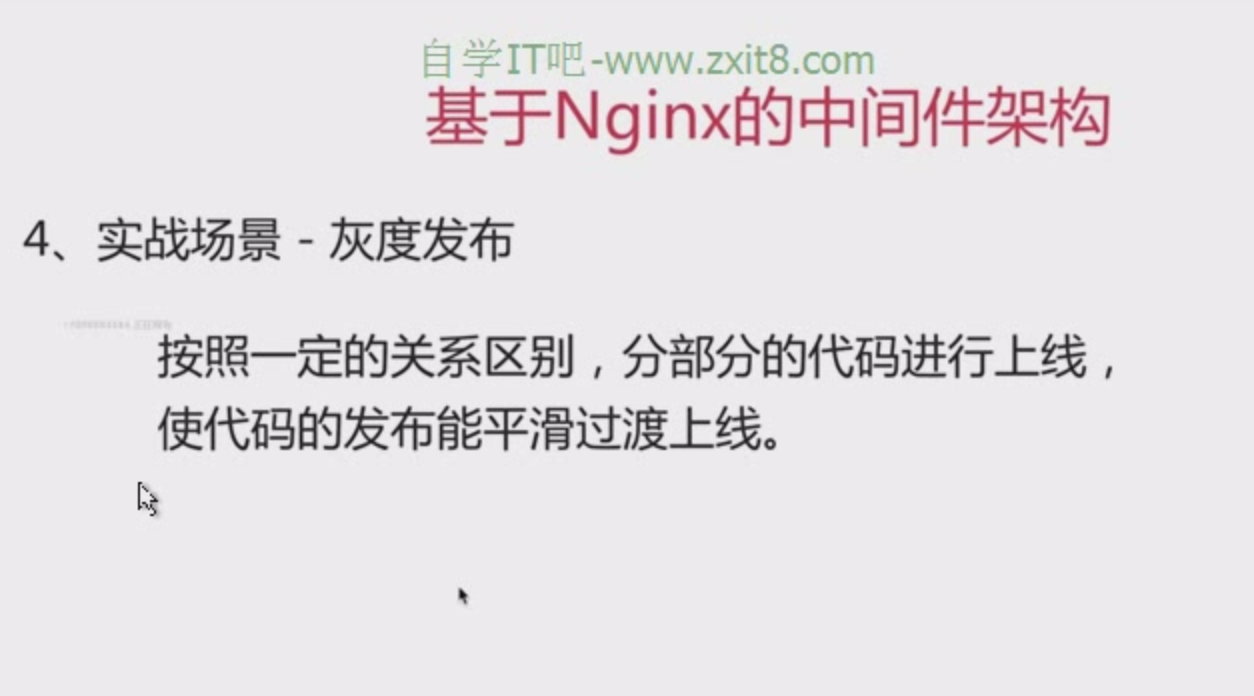 自学IT吧-www.zxit8.com
基于Nginx的中间件架构
4、实战场景 - 灰度发布
按照一定的关系区别，分部分的代码进行上线，
使代码的发布能平滑过渡上线。